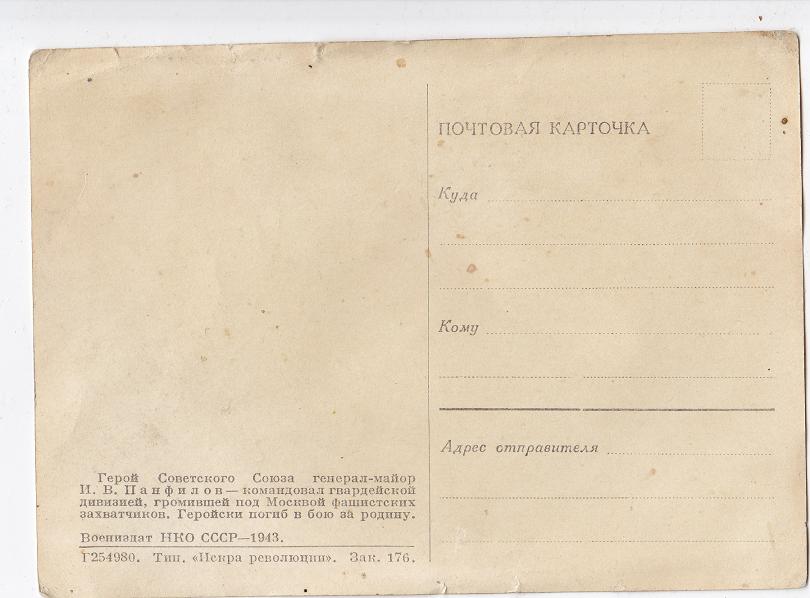 ПОЧТОВАЯ КАРТОЧКА
Куда
Кому
Адрес отправителя
Герой Советского Союза генерал-майор
И. В. Панфилов — командовал гвардейской
дивизией, громившей под Москвой фашистских
захватчиков. Геройски погиб в бою за родину.
Воениздат НКО СССР—1943.
Г254980. Тип. «Искра революции». Зак. 176.